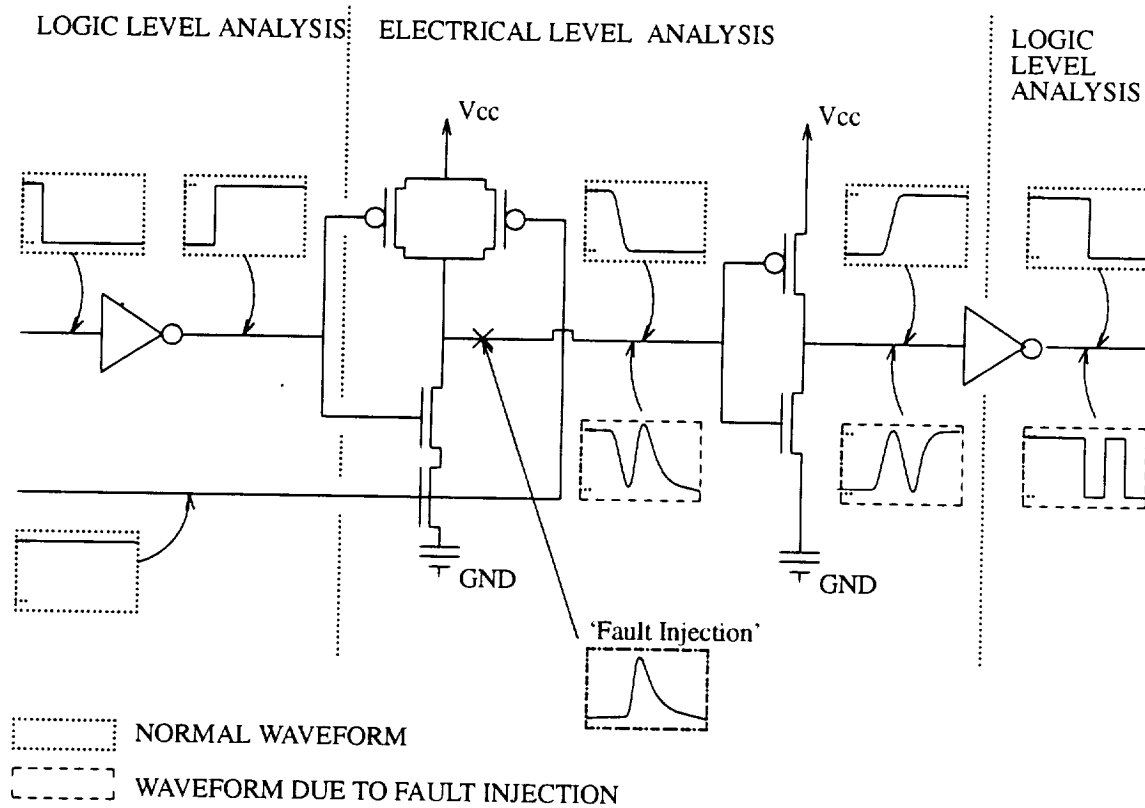 LOGIC LEVEL ANALYSIS
ELECTRICAL LEVEL ANALYSIS
LOGIC
LEVEL
ANALYSIS
Vcc
Vcc
GND
GND
'Fault Injection'
NORMAL WAVEFORM
WAVEFORM DUE TO FAULT INJECTION